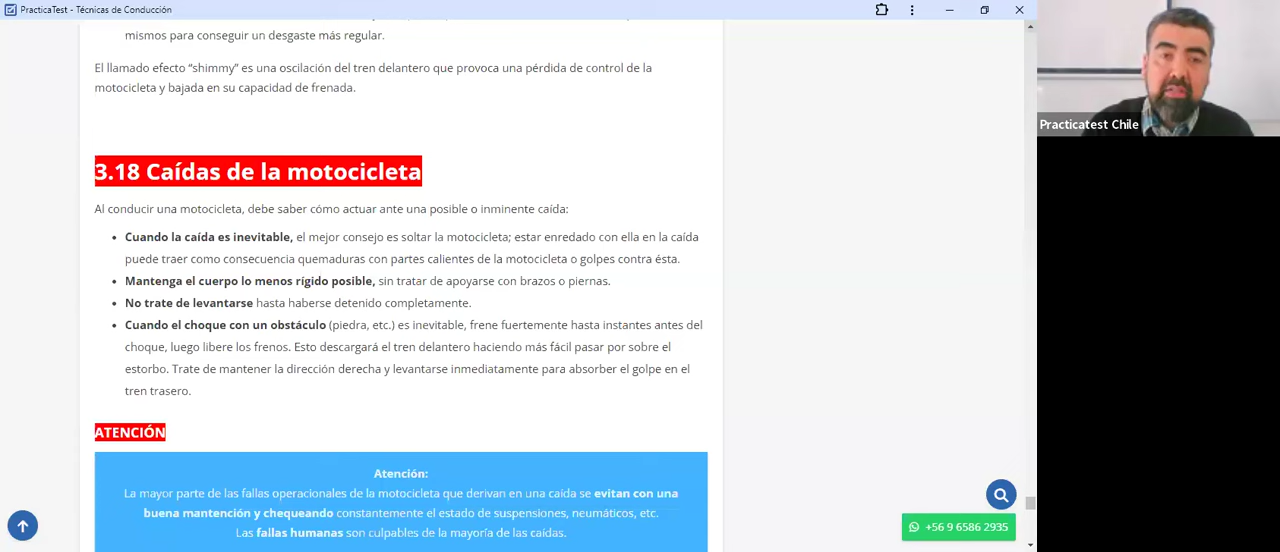 PracticaTest - Técnicas de Conducción
mismos para conseguir un desgaste más regular.
El llamado efecto “shimmy” es una oscilación del tren delantero que provoca una pérdida de control de la
motocicleta y bajada en su capacidad de frenada.
3.18 Caídas de la motocicleta
Al conducir una motocicleta, debe saber cómo actuar ante una posible o inminente caída:
• Cuando la caída es inevitable, el mejor consejo es soltar la motocicleta; estar enredado con ella en la caída
puede traer como consecuencia quemaduras con partes calientes de la motocicleta o golpes contra ésta.
• Mantenga el cuerpo lo menos rígido posible, sin tratar de apoyarse con brazos o piernas.
• No trate de levantarse hasta haberse detenido completamente.
• Cuando el choque con un obstáculo (piedra, etc.) es inevitable, frene fuertemente hasta instantes antes del
choque, luego libere los frenos. Esto descargará el tren delantero haciendo más fácil pasar por sobre el
estorbo. Trate de mantener la dirección derecha y levantarse inmediatamente para absorber el golpe en el
tren trasero.
ATENCIÓN
Atención:
La mayor parte de las fallas operacionales de la motocicleta que derivan en una caída se evitan con una
buena mantención y chequeando constantemente el estado de suspensiones, neumáticos, etc.
Las fallas humanas son culpables de la mayoría de las caídas.
+56 9 6586 2935
Practicatest Chile